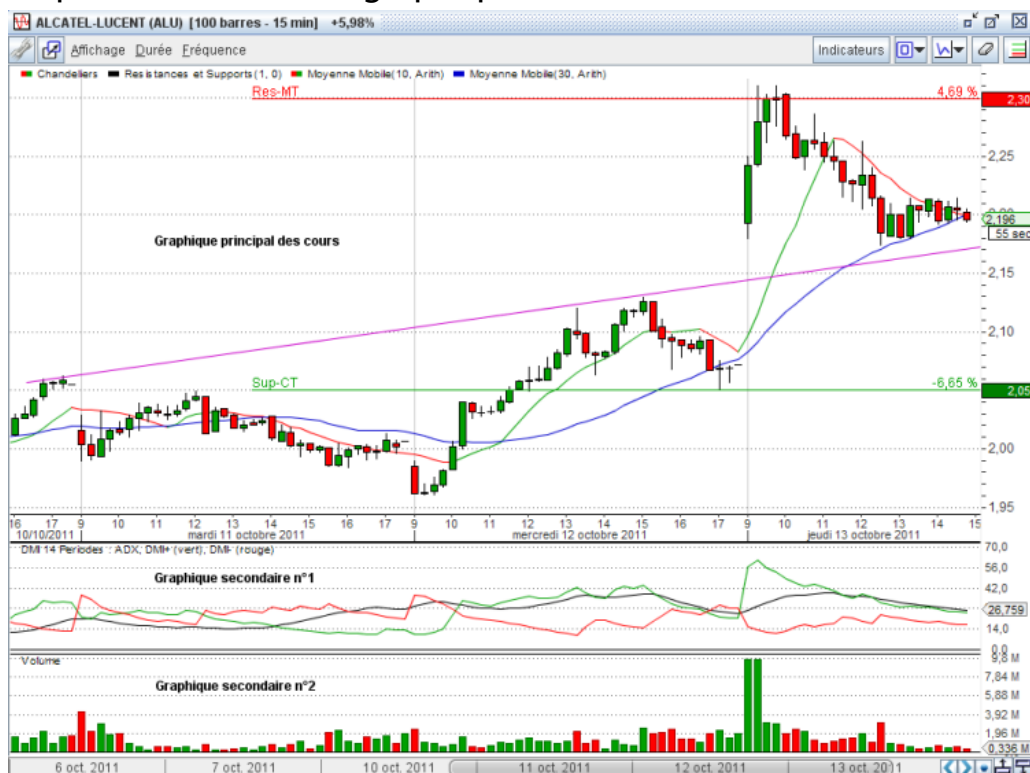 ALCATEL-LUCENT (ALU) [100 barres - 15 min] +5,98%
Affichage Durée Fréquence Indicateurs
Chandeliers Resistances et Supports(1, 0) Moyenne Mobile(10, Arith) Moyenne Mobile(30, Arith)
Res-MT 4,69 % 2,30
2,25
2,196
55 sec
Graphique principal des cours
2,15
2,10
Sup-CT -6,65 % 2,05
2,00
1,95
16 17 9 10 11 12 13 14 15 16 17 9 10 11 12 13 14 15 16 17 9 10 11 12 13 14 15
10/10/2011 mardi 11 octobre 2011 mercredi 12 octobre 2011 jeudi 13 octobre 2011
DMI 14 Periodes : ADX, DMI+ (vert), DMI- (rouge) 70,0
56,0
Graphique secondaire n°1
42,0
26,759
14,0
0,0
Volume 9,8 M
7,84 M
Graphique secondaire n°2
5,88 M
3,92 M
1,96 M
0,336 M
6 oct. 2011 7 oct. 2011 10 oct. 2011 11 oct. 2011 12 oct. 2011 13 oct. 2011